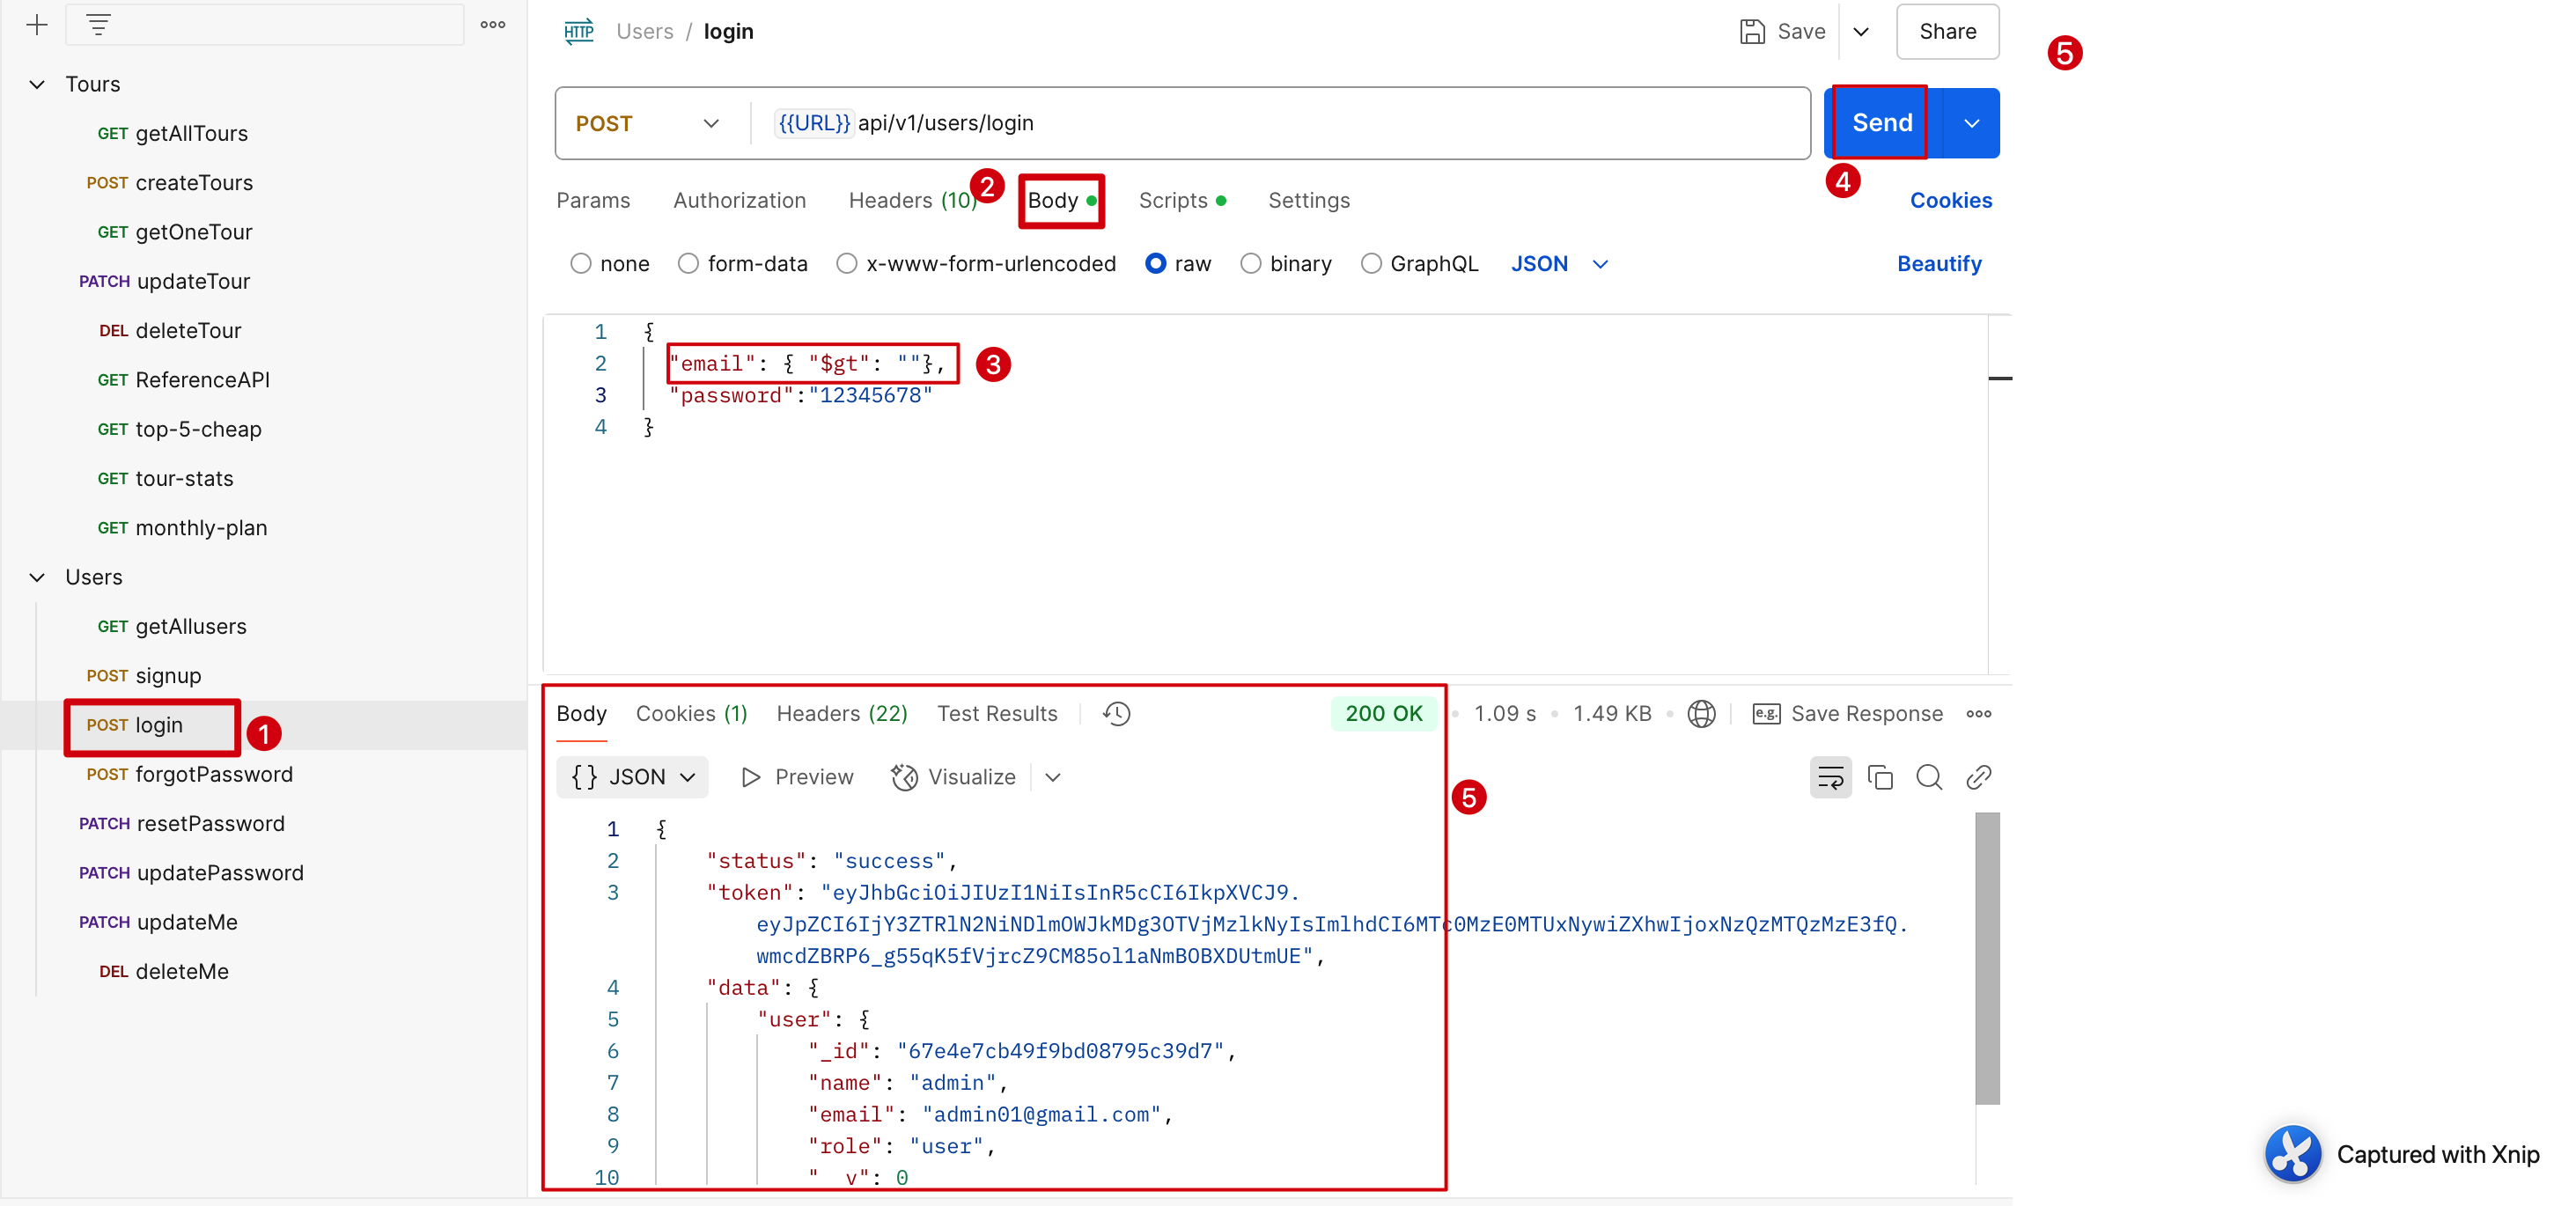 Tours
GET getAllTours
POST createTours
GET getOneTour
PATCH updateTour
DEL deleteTour
GET ReferenceAPI
GET top-5-cheap
GET tour-stats
GET monthly-plan
Users
GET getAllusers
POST signup
POST login 1
POST forgotPassword
PATCH resetPassword
PATCH updatePassword
PATCH updateMe
DEL deleteMe
HTTP Users / login Save Share 5
POST {{URL}} api/v1/users/login Send
Params Authorization Headers (10) 2 Body Scripts Settings 4 Cookies
none form-data x-www-form-urlencoded raw binary GraphQL JSON Beautify
1 {
2 "email": { "$gt": ""}, 3
3 "password":"12345678"
4 }
Body Cookies (1) Headers (22) Test Results 200 OK 1.09 s 1.49 KB e.g. Save Response
{} JSON Preview Visualize 5
1 {
2 "status": "success",
3 "token": "eyJhbGciOiJIUzI1NiIsInR5cCI6IkpXVCJ9.
eyJpZCI6IjY3ZTRlN2NiNDlmOWJkMDg3OTVjMzlkNyIsImlhdCI6MTc0MzE0MTUxNywiZXhwIjoxNzQzMTQzMzE3fQ.
wmcdZBRP6_g55qK5fVjrcZ9CM85ol1aNmBOBXDUtmUE",
4 "data": {
5 "user": {
6 "_id": "67e4e7cb49f9bd08795c39d7",
7 "name": "admin",
8 "email": "admin01@gmail.com",
9 "role": "user",
10 "__v": 0
Captured with Xnip